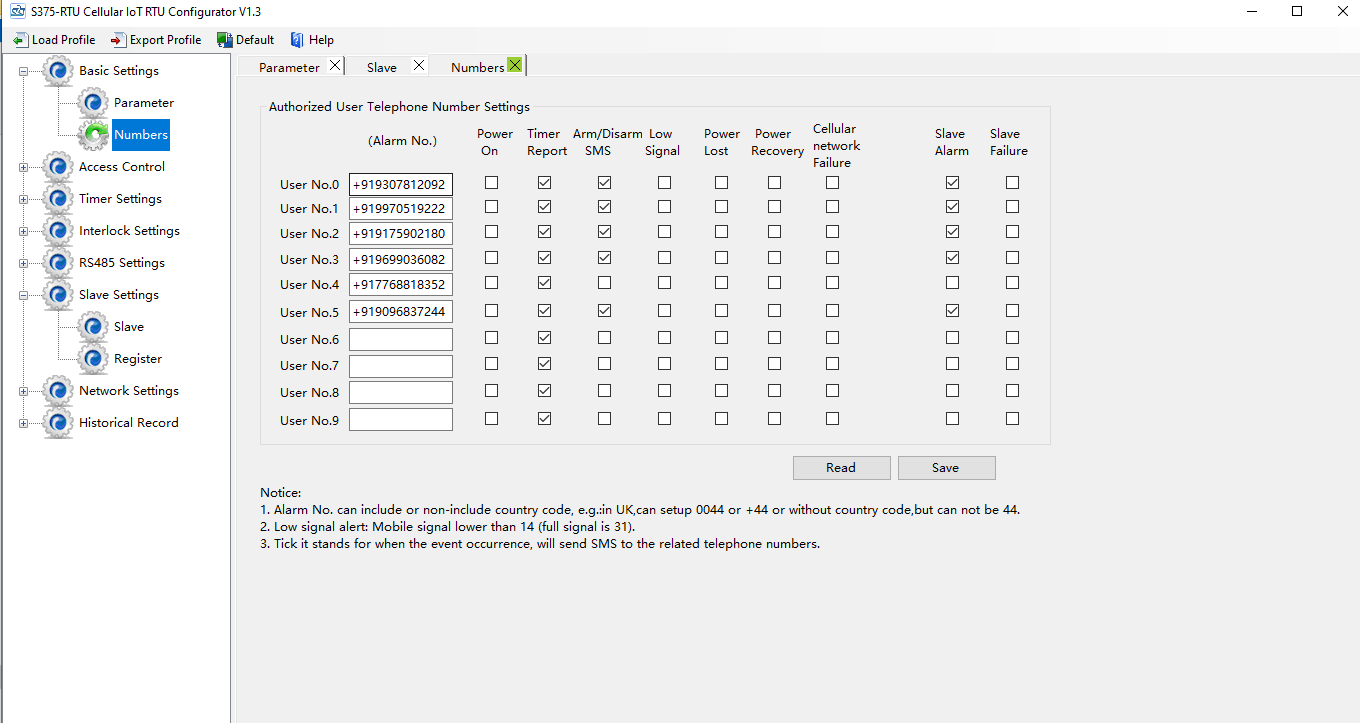 S375-RTU Cellular IoT RTU Configurator V1.3
Load Profile Export Profile Default Help
Basic Settings
Parameter
Numbers
Access Control
Timer Settings
Interlock Settings
RS485 Settings
Slave Settings
Slave
Register
Network Settings
Historical Record
Parameter Slave Numbers
Authorized User Telephone Number Settings
(Alarm No.) Power On Timer Report Arm/Disarm SMS Low Signal Power Lost Power Recovery Cellular network Failure Slave Alarm Slave Failure
User No.0 +919307812092
User No.1 +919970519222
User No.2 +919175902180
User No.3 +919699036082
User No.4 +917768818352
User No.5 +919096837244
User No.6
User No.7
User No.8
User No.9
Read Save
Notice:
1. Alarm No. can include or non-include country code, e.g.:in UK,can setup 0044 or +44 or without country code,but can not be 44.
2. Low signal alert: Mobile signal lower than 14 (full signal is 31).
3. Tick it stands for when the event occurrence, will send SMS to the related telephone numbers.